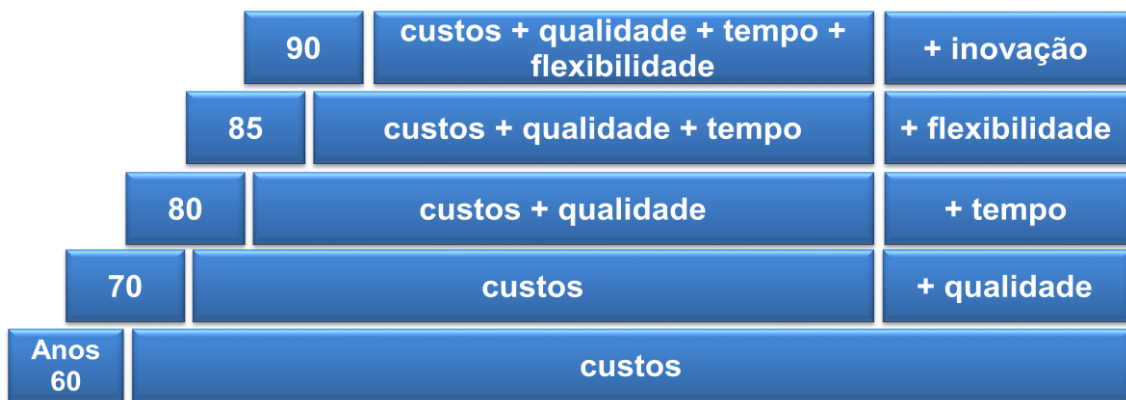 90
custos + qualidade + tempo +
flexibilidade
+ inovação
85
custos + qualidade + tempo
+ flexibilidade
80
custos + qualidade
+ tempo
70
custos
+ qualidade
Anos
60
custos